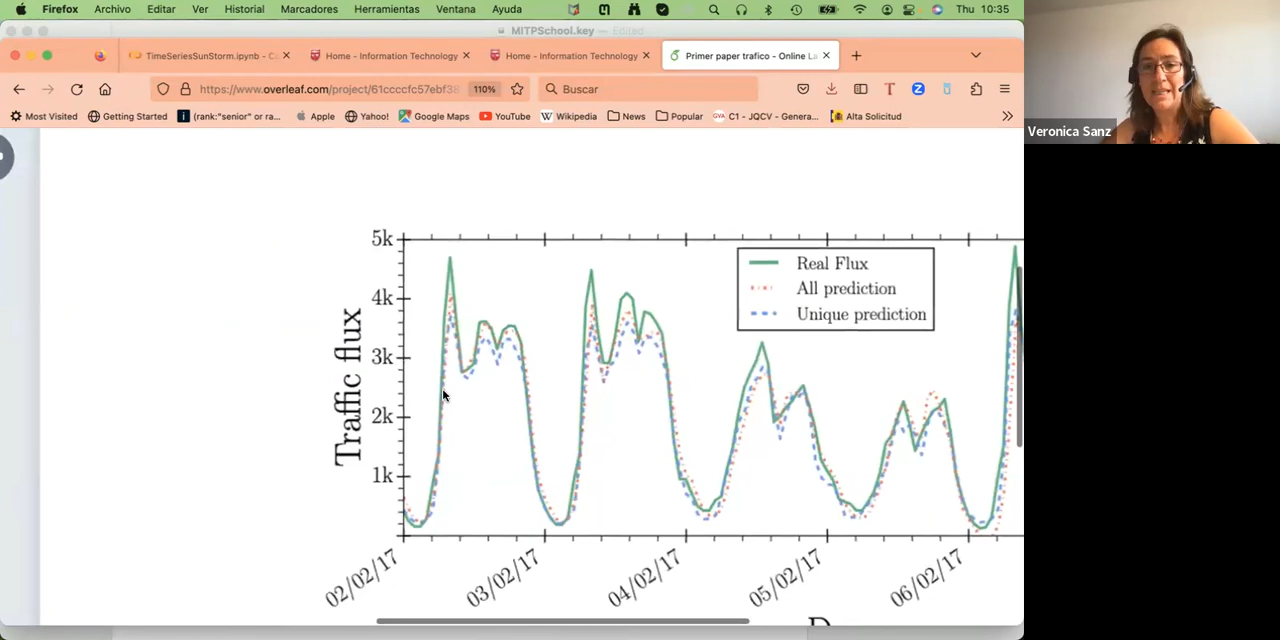 Firefox Archivo Editar Ver Historial Marcadores Herramientas Ventana Ayuda Thu 10:35
MITPSchool.key — Edited
TimeSeriesSunStorm.ipynb - C
Home - Information Technology
Home - Information Technology
Primer paper trafico - Online La
https://www.overleaf.com/project/61ccccfc57ebf38
110%
Buscar
Most Visited
Getting Started
(rank:"senior" or ra...
Apple
Yahoo!
Google Maps
YouTube
Wikipedia
News
Popular
C1 - JQCV - Genera...
Alta Solicitud
Veronica Sanz
5k
4k
3k
2k
1k
Traffic flux
Real Flux
All prediction
Unique prediction
02/02/17
03/02/17
04/02/17
05/02/17
06/02/17